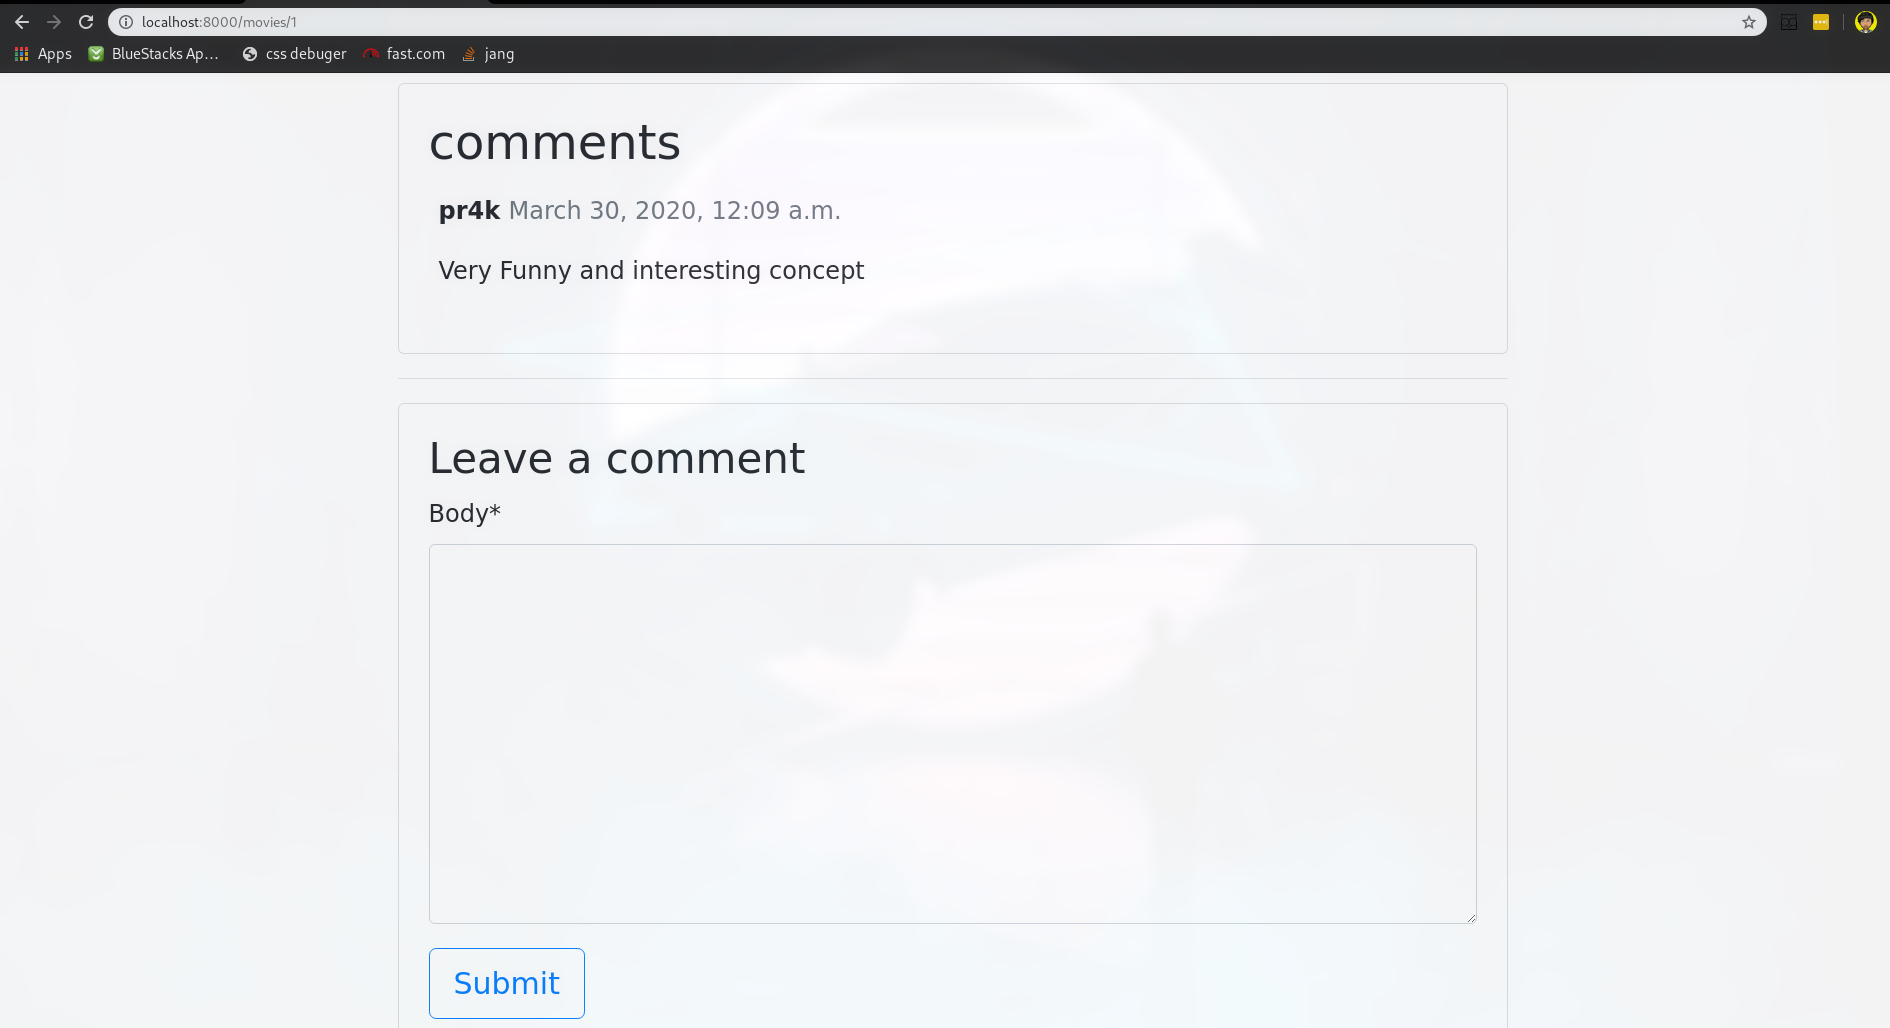 localhost:8000/movies/1
Apps BlueStacks Ap... css debuger fast.com jang
comments
pr4k March 30, 2020, 12:09 a.m.
Very Funny and interesting concept
Leave a comment
Body*
Submit